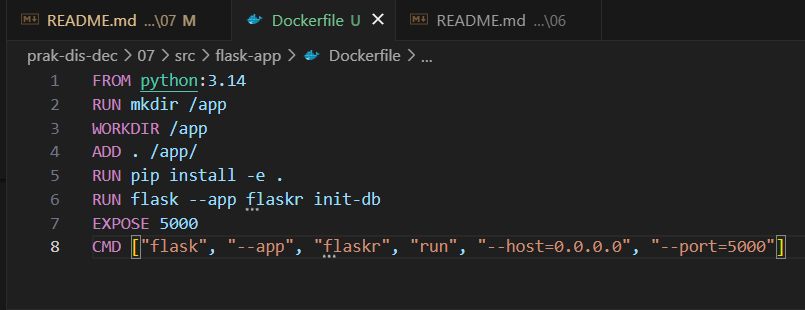 README.md ...\07 M
Dockerfile U
README.md ...\06
prak-dis-dec > 07 > src > flask-app > Dockerfile > ...
1 FROM python:3.14
2 RUN mkdir /app
3 WORKDIR /app
4 ADD . /app/
5 RUN pip install -e .
6 RUN flask --app flaskr init-db
7 EXPOSE 5000
8 CMD ["flask", "--app", "flaskr", "run", "--host=0.0.0.0", "--port=5000"]